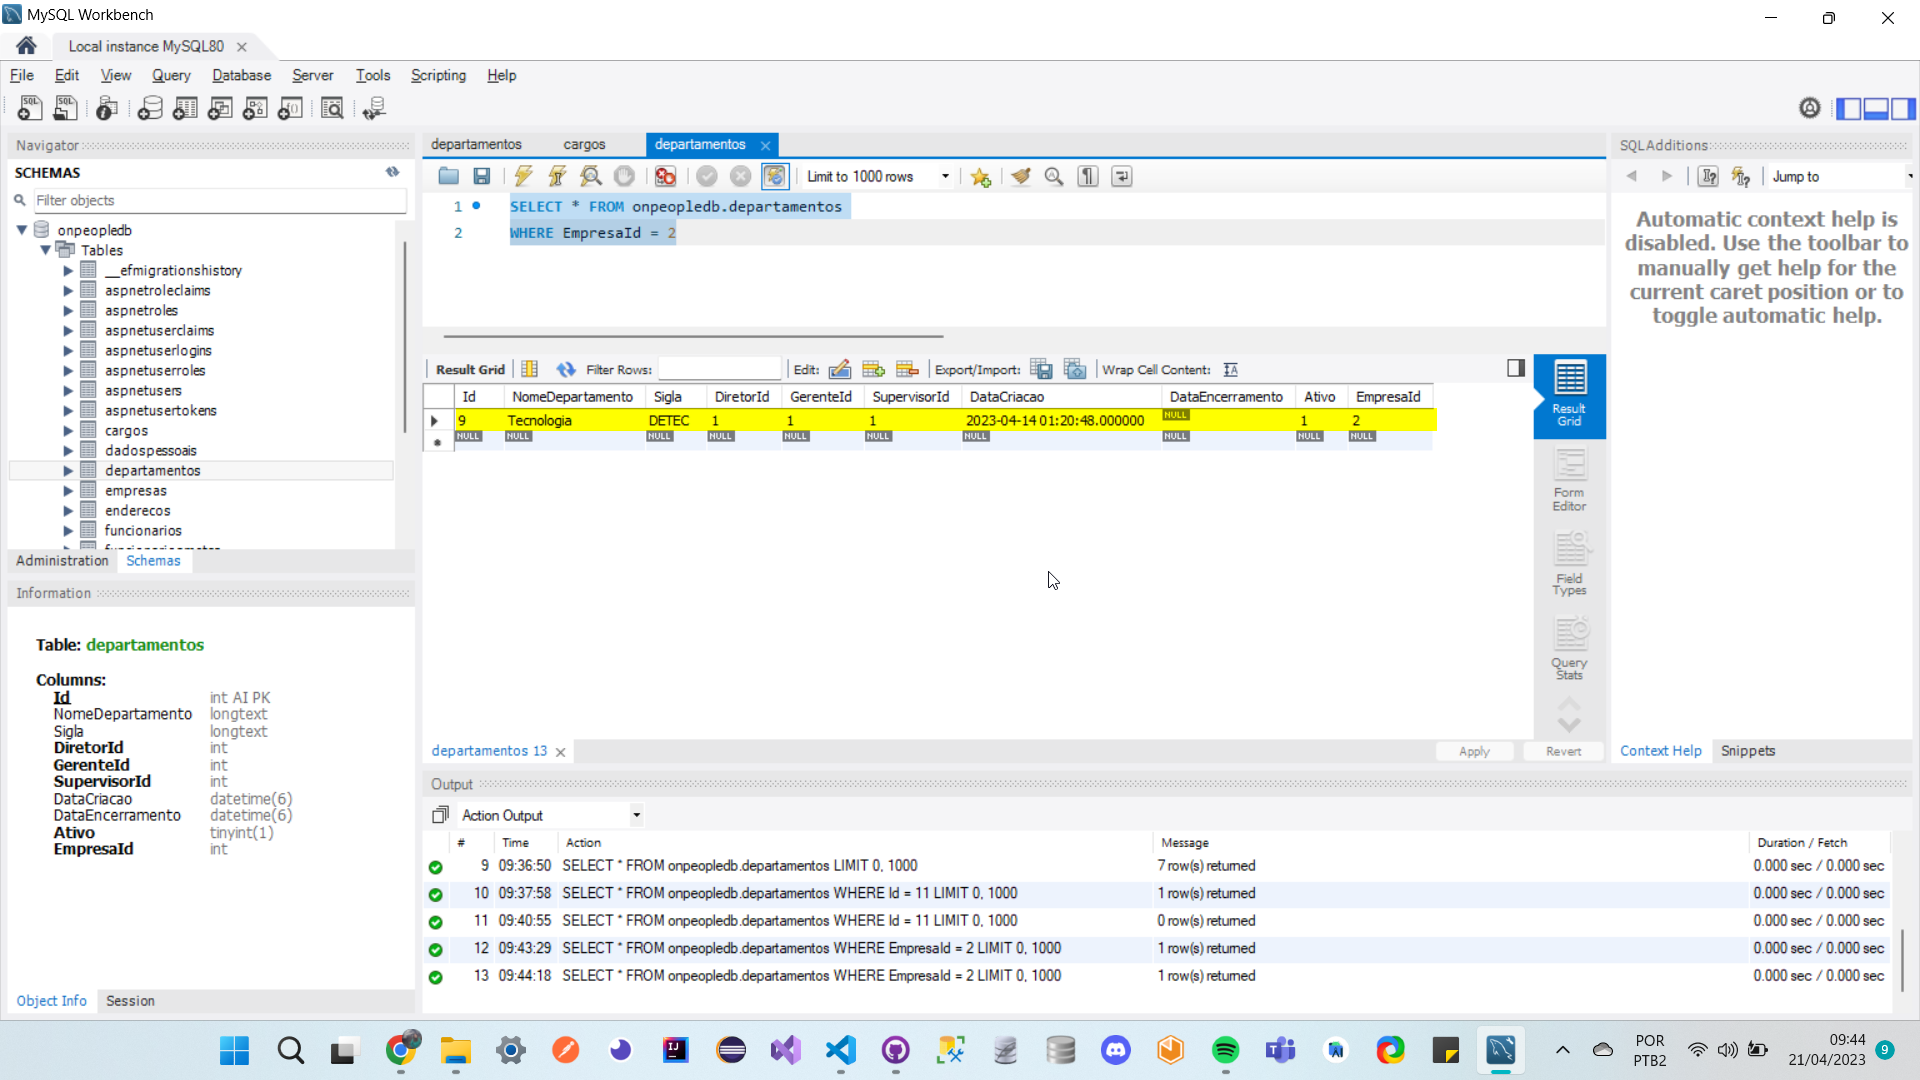 MySQL Workbench
Local instance MySQL80
File Edit View Query Database Server Tools Scripting Help
Navigator
SCHEMAS
Filter objects
onpeopledb
Tables
__efmigrationshistory
aspnetroleclaims
aspnetroles
aspnetuserclaims
aspnetuserlogins
aspnetuserroles
aspnetusers
aspnetusertokens
cargos
dadospessoais
departamentos
empresas
enderecos
funcionarios
Administration Schemas
Information
Table: departamentos
Columns:
Id int AI PK
NomeDepartamento longtext
Sigla longtext
DiretorId int
GerenteId int
SupervisorId int
DataCriacao datetime(6)
DataEncerramento datetime(6)
Ativo tinyint(1)
EmpresaId int
Object Info Session
departamentos cargos departamentos
Limit to 1000 rows
1 SELECT * FROM onpeopledb.departamentos
2 WHERE EmpresaId = 2
Result Grid Filter Rows: Edit: Export/Import: Wrap Cell Content:
Id NomeDepartamento Sigla DiretorId GerenteId SupervisorId DataCriacao DataEncerramento Ativo EmpresaId
9 Tecnologia DETEC 1 1 1 2023-04-14 01:20:48.000000 NULL 1 2
NULL NULL NULL NULL NULL NULL NULL NULL NULL NULL
Result Grid
Form Editor
Field Types
Query Stats
departamentos 13 Apply Revert
SQLAdditions
Jump to
Automatic context help is
disabled. Use the toolbar to
manually get help for the
current caret position or to
toggle automatic help.
Context Help Snippets
Output
Action Output
# Time Action Message Duration / Fetch
9 09:36:50 SELECT * FROM onpeopledb.departamentos LIMIT 0, 1000 7 row(s) returned 0.000 sec / 0.000 sec
10 09:37:58 SELECT * FROM onpeopledb.departamentos WHERE Id = 11 LIMIT 0, 1000 1 row(s) returned 0.000 sec / 0.000 sec
11 09:40:55 SELECT * FROM onpeopledb.departamentos WHERE Id = 11 LIMIT 0, 1000 0 row(s) returned 0.000 sec / 0.000 sec
12 09:43:29 SELECT * FROM onpeopledb.departamentos WHERE EmpresaId = 2 LIMIT 0, 1000 1 row(s) returned 0.000 sec / 0.000 sec
13 09:44:18 SELECT * FROM onpeopledb.departamentos WHERE EmpresaId = 2 LIMIT 0, 1000 1 row(s) returned 0.000 sec / 0.000 sec
POR
PTB2
09:44
21/04/2023
9